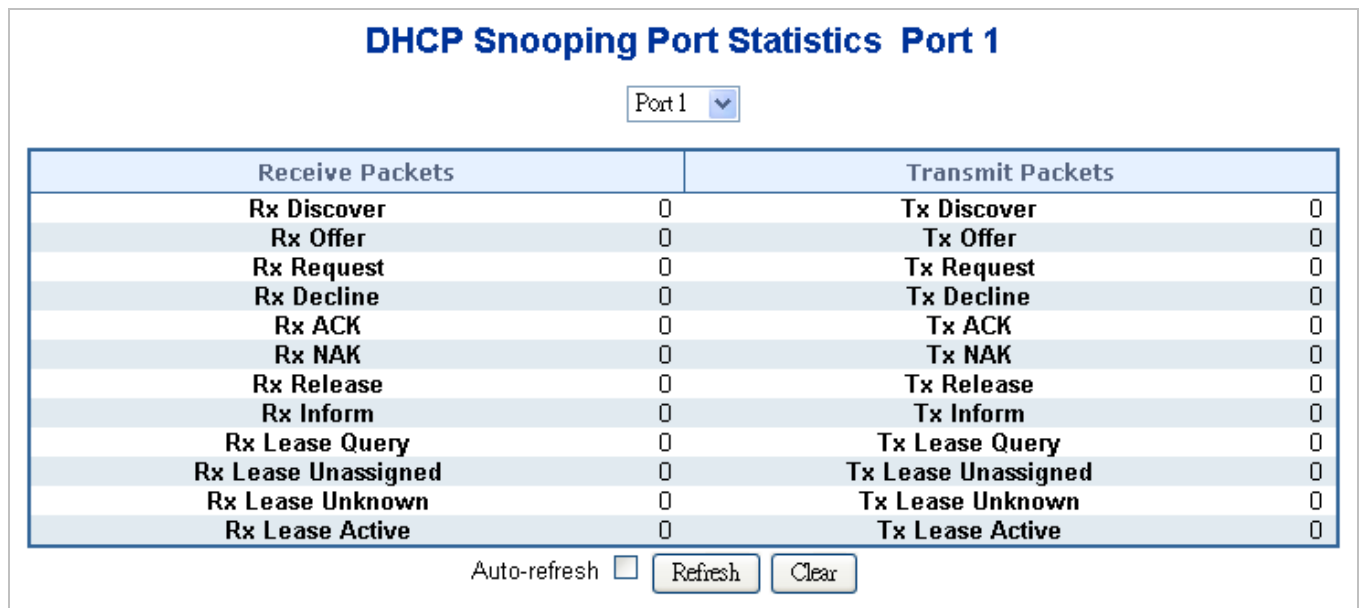 DHCP Snooping Port Statistics Port 1
Port 1
Receive Packets Transmit Packets
Rx Discover 0 Tx Discover 0
Rx Offer 0 Tx Offer 0
Rx Request 0 Tx Request 0
Rx Decline 0 Tx Decline 0
Rx ACK 0 Tx ACK 0
Rx NAK 0 Tx NAK 0
Rx Release 0 Tx Release 0
Rx Inform 0 Tx Inform 0
Rx Lease Query 0 Tx Lease Query 0
Rx Lease Unassigned 0 Tx Lease Unassigned 0
Rx Lease Unknown 0 Tx Lease Unknown 0
Rx Lease Active 0 Tx Lease Active 0
Auto-refresh Refresh Clear